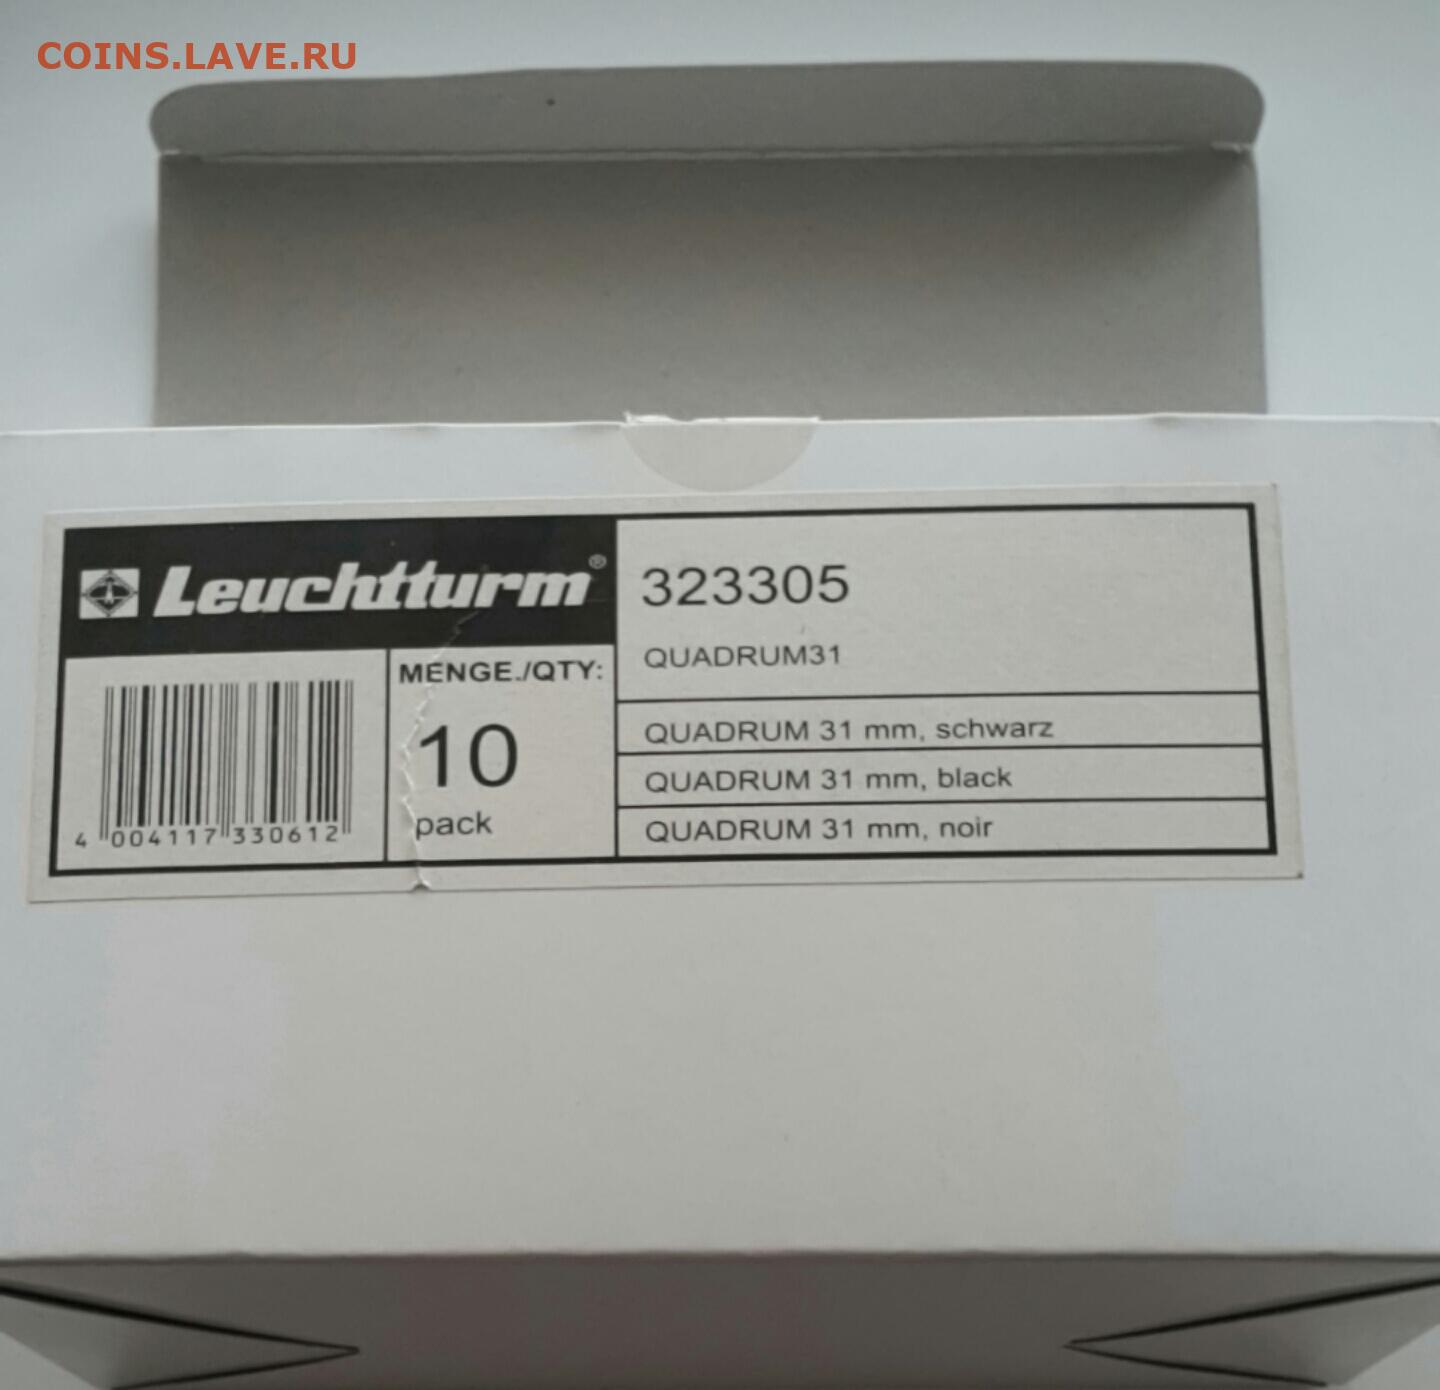 COINS.LAVE.RU
Leuchtturm®
323305
QUADRUM31
MENGE./QTY:
10
pack
QUADRUM 31 mm, schwarz
QUADRUM 31 mm, black
QUADRUM 31 mm, noir
4 004117 330612